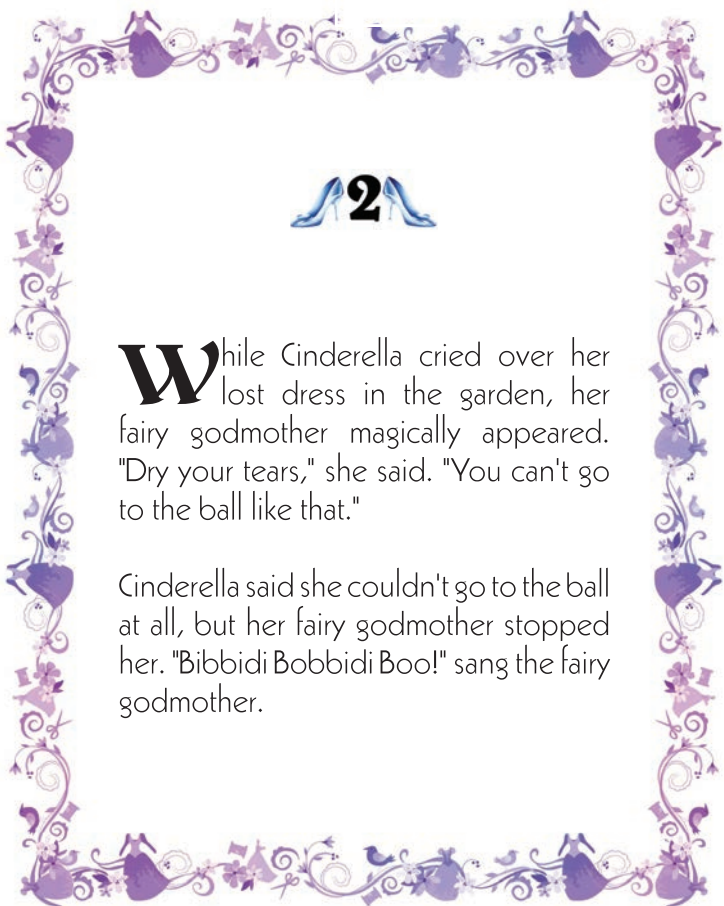 2
While Cinderella cried over her
lost dress in the garden, her
fairy godmother magically appeared.
"Dry your tears," she said. "You can't go
to the ball like that."
Cinderella said she couldn't go to the ball
at all, but her fairy godmother stopped
her. "Bibbidi Bobbidi Boo!" sang the fairy
godmother.